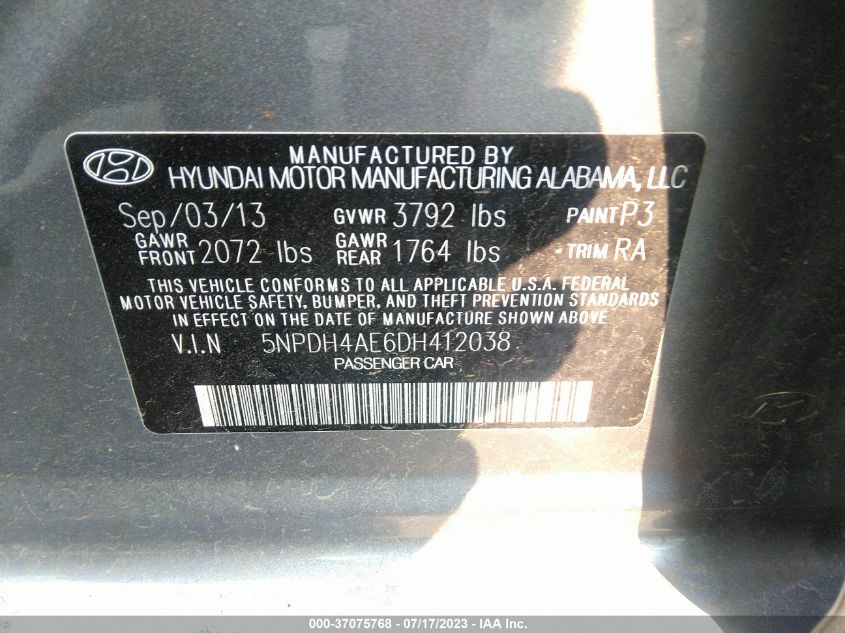 MANUFACTURED BY
HYUNDAI MOTOR MANUFACTURING ALABAMA, LLC
Sep/03/13 GVWR 3792 lbs PAINT P3
GAWR FRONT 2072 lbs GAWR REAR 1764 lbs TRIM RA
THIS VEHICLE CONFORMS TO ALL APPLICABLE U.S.A. FEDERAL
MOTOR VEHICLE SAFETY, BUMPER, AND THEFT PREVENTION STANDARDS
IN EFFECT ON THE DATE OF MANUFACTURE SHOWN ABOVE
V.I.N 5NPDH4AE6DH412038
PASSENGER CAR
000-37075768 - 07/17/2023 - IAA Inc.